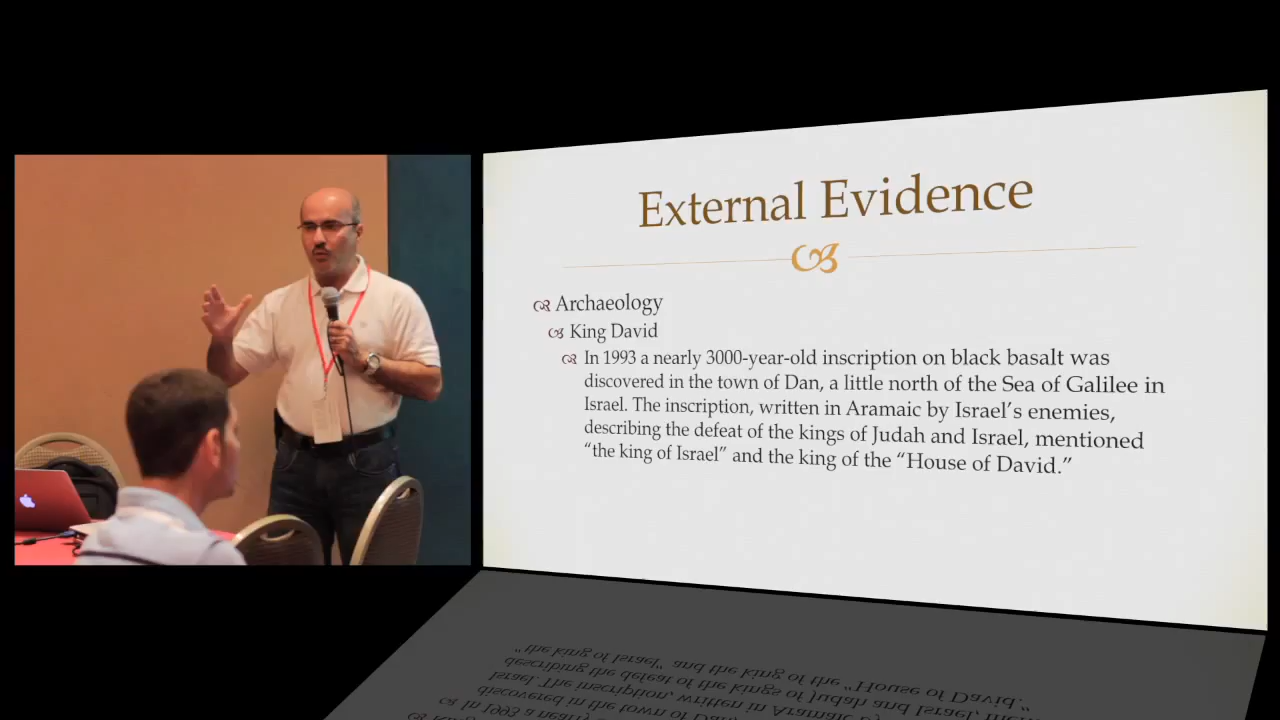 External Evidence
Archaeology
King David
In 1993 a nearly 3000-year-old inscription on black basalt was
discovered in the town of Dan, a little north of the Sea of Galilee in
Israel. The inscription, written in Aramaic by Israel's enemies,
describing the defeat of the kings of Judah and Israel, mentioned
“the king of Israel” and the king of the “House of David.”